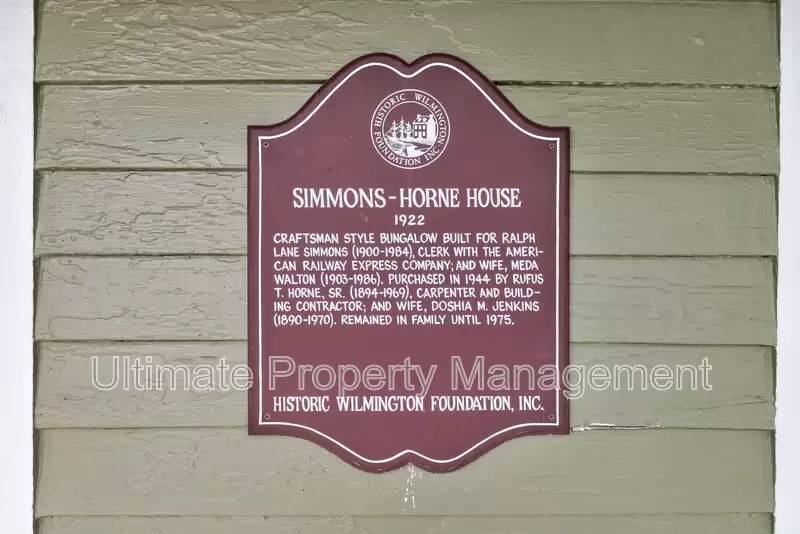 HISTORIC WILMINGTON
FOUNDATION INC
SIMMONS-HORNE HOUSE
1922
CRAFTSMAN STYLE BUNGALOW BUILT FOR RALPH
LANE SIMMONS (1900-1984), CLERK WITH THE AMERI-
CAN RAILWAY EXPRESS COMPANY; AND WIFE, MEDA
WALTON (1903-1986). PURCHASED IN 1944 BY RUFUS
T. HORNE, SR. (1894-1969), CARPENTER AND BUILD-
ING CONTRACTOR; AND WIFE, DOSHIA M. JENKINS
(1890-1970). REMAINED IN FAMILY UNTIL 1975.
Ultimate Property Management
HISTORIC WILMINGTON FOUNDATION, INC.